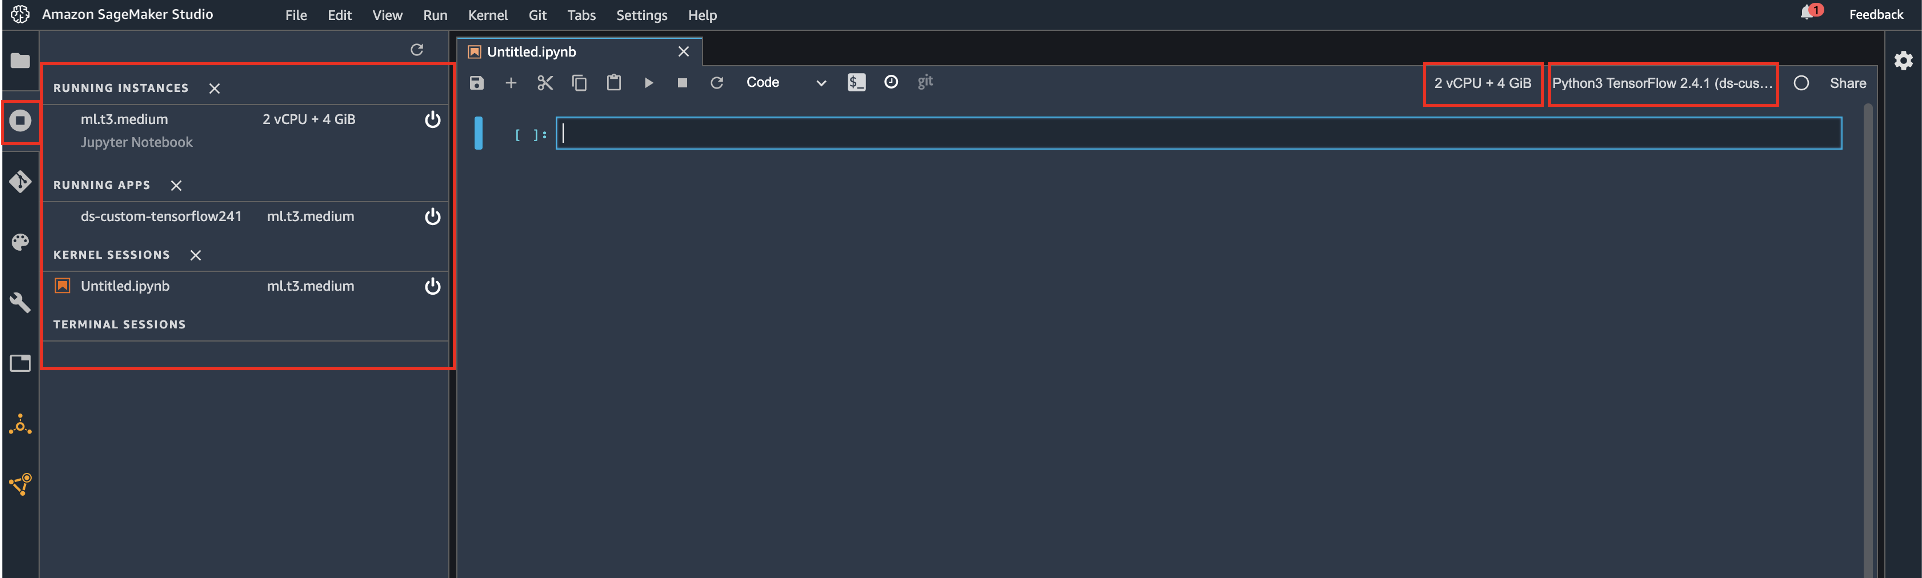 Amazon SageMaker Studio File Edit View Run Kernel Git Tabs Settings Help 1 Feedback
Untitled.ipynb
Code $_ git 2 vCPU + 4 GiB Python3 TensorFlow 2.4.1 (ds-cus... Share
RUNNING INSTANCES
ml.t3.medium 2 vCPU + 4 GiB
Jupyter Notebook
RUNNING APPS
ds-custom-tensorflow241 ml.t3.medium
KERNEL SESSIONS
Untitled.ipynb ml.t3.medium
TERMINAL SESSIONS
[ ]: